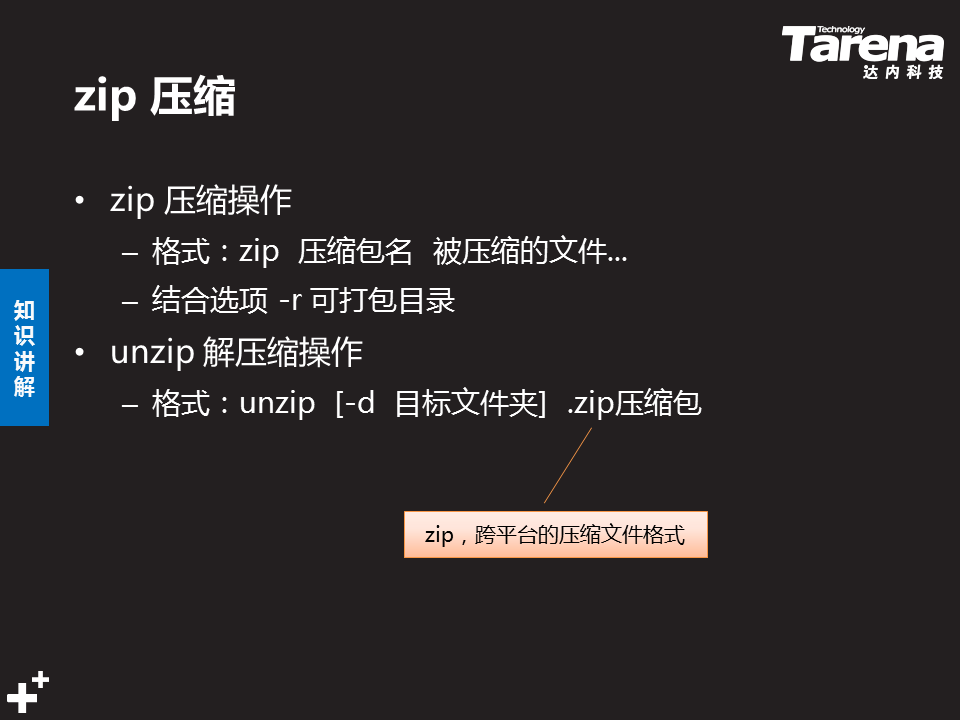 Technology
Tarena
达内科技
zip 压缩
• zip 压缩操作
– 格式：zip 压缩包名 被压缩的文件...
– 结合选项 -r 可打包目录
• unzip 解压缩操作
– 格式：unzip [-d 目标文件夹] .zip压缩包
知识讲解
zip，跨平台的压缩文件格式